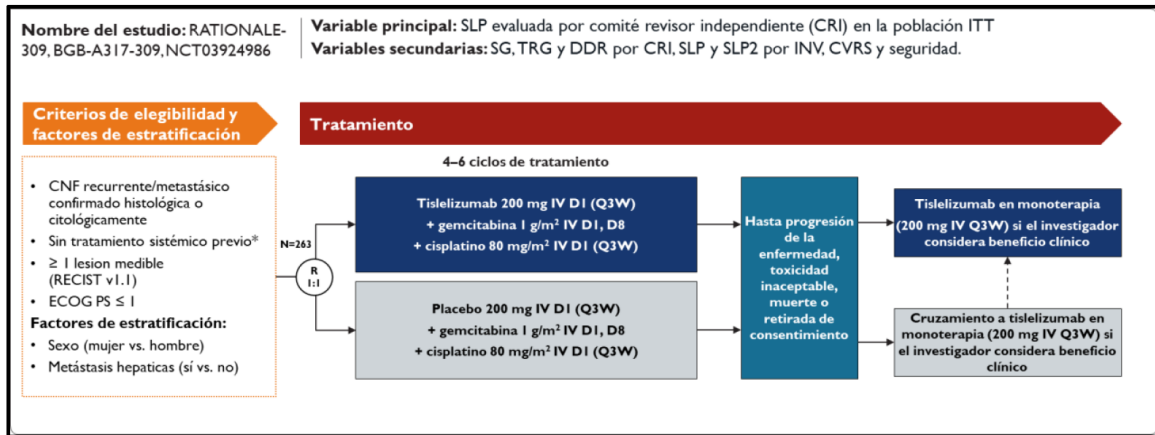 Nombre del estudio: RATIONALE-
309, BGB-A317-309, NCT03924986
Variable principal: SLP evaluada por comité revisor independiente (CRI) en la población ITT
Variables secundarias: SG, TRG y DDR por CRI, SLP y SLP2 por INV, CVRS y seguridad.
Criterios de elegibilidad y
factores de estratificación
Tratamiento
• CNF recurrente/metastásico
confirmado histológica o
citológicamente
• Sin tratamiento sistémico previo*
• ≥ 1 lesion medible
(RECIST v1.1)
• ECOG PS ≤ 1
Factores de estratificación:
• Sexo (mujer vs. hombre)
• Metástasis hepaticas (sí vs. no)
N=263
R
1:1
4–6 ciclos de tratamiento
Tislelizumab 200 mg IV D1 (Q3W)
+ gemcitabina 1 g/m² IV D1, D8
+ cisplatino 80 mg/m² IV D1 (Q3W)
Placebo 200 mg IV D1 (Q3W)
+ gemcitabina 1 g/m² IV D1, D8
+ cisplatino 80 mg/m² IV D1 (Q3W)
Hasta progresión
de la
enfermedad,
toxicidad
inaceptable,
muerte o
retirada de
consentimiento
Tislelizumab en monoterapia
(200 mg IV Q3W) si el investigador
considera beneficio clínico
Cruzamiento a tislelizumab en
monoterapia (200 mg IV Q3W) si
el investigador considera beneficio
clínico